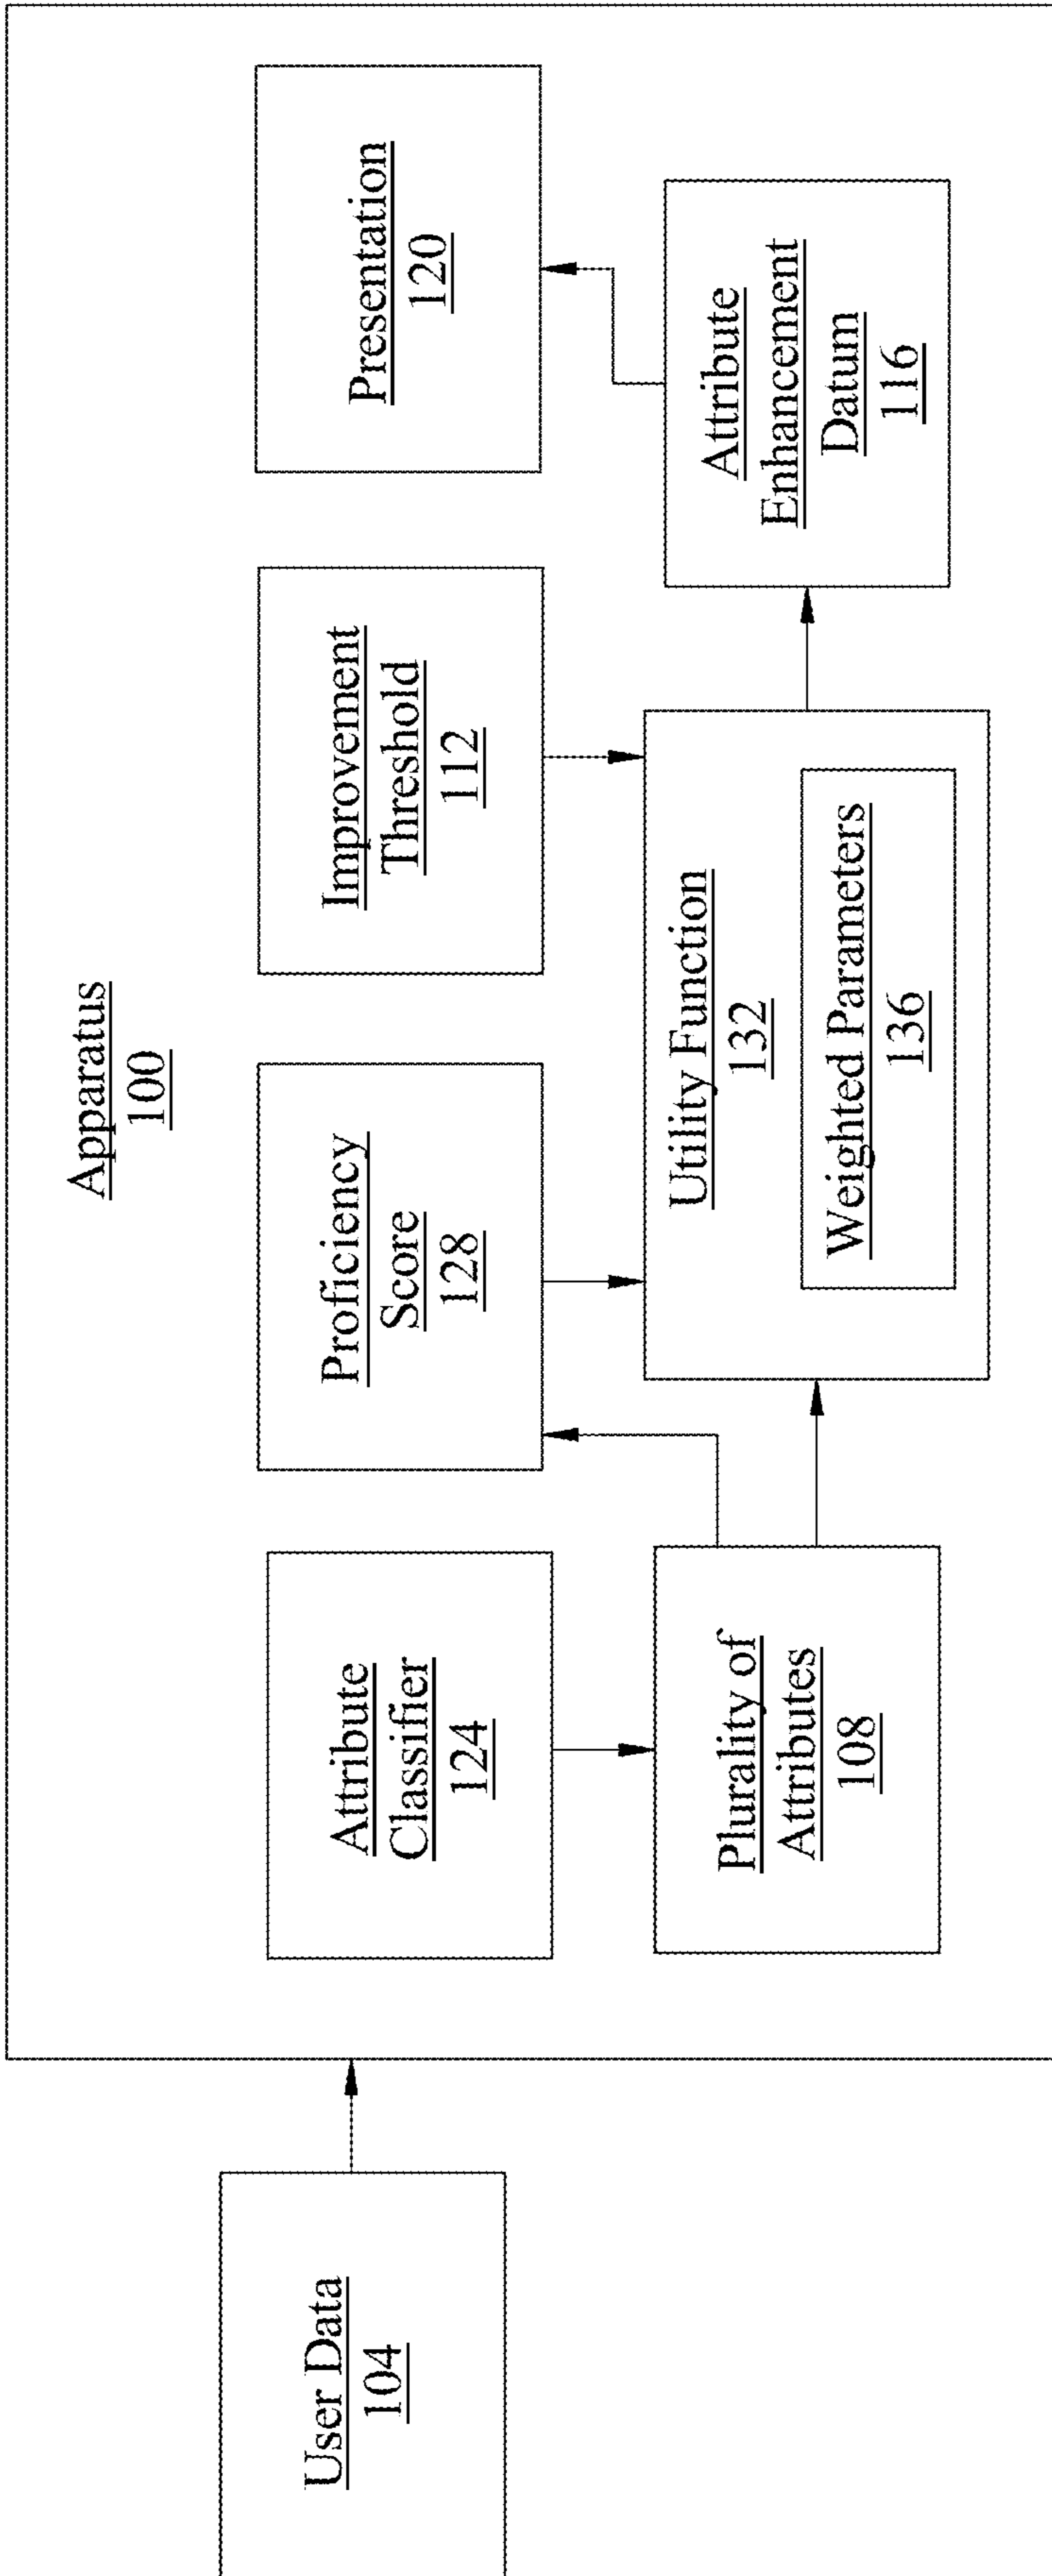 Apparatus
100
User Data
104
Attribute
Classifier
124
Proficiency
Score
128
Improvement
Threshold
112
Presentation
120
Plurality of
Attributes
108
Utility Function
132
Weighted Parameters
136
Attribute
Enhancement
Datum
116